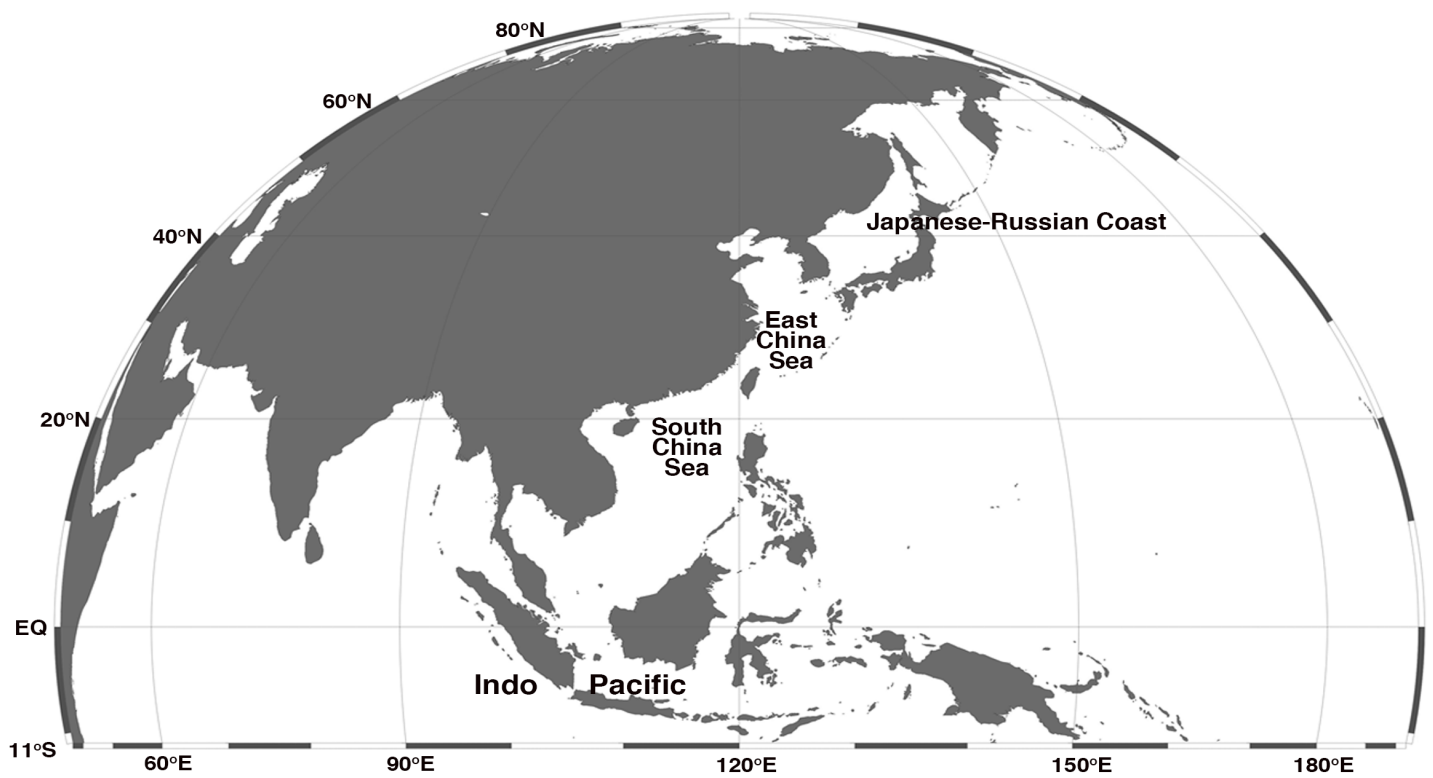 80°N
60°N
40°N
Japanese-Russian Coast
East
China
Sea
20°N
South
China
Sea
EQ
Indo Pacific
11°S
60°E 90°E 120°E 150°E 180°E